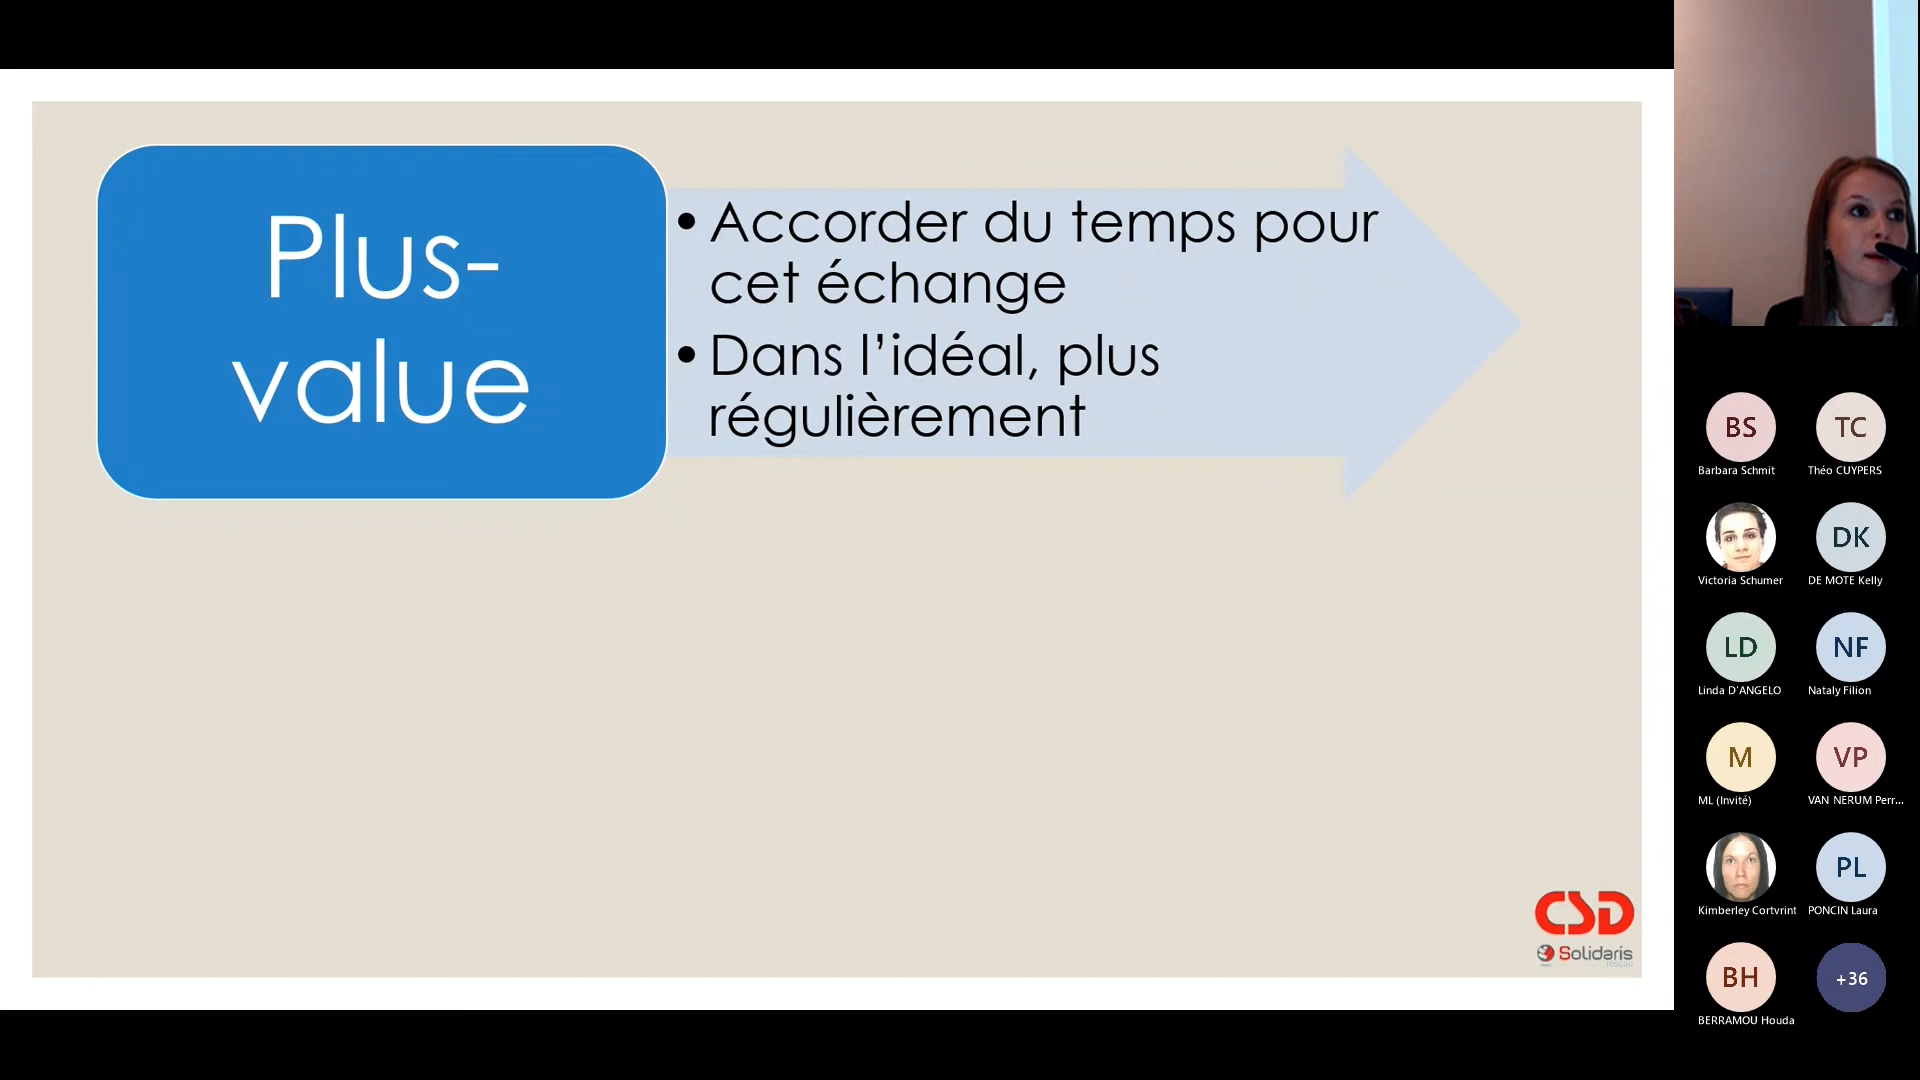 Plus-
value
• Accorder du temps pour
cet échange
• Dans l’idéal, plus
régulièrement
CSD
Solidaris
BS
Barbara Schmit
TC
Théo CUYPERS
Victoria Schumer
DK
DE MOTE Kelly
LD
Linda D'ANGELO
NF
Nataly Filion
M
ML (Invité)
VP
VAN NERUM Perr...
Kimberley Cortvrint
PL
PONCIN Laura
BH
BERRAMOU Houda
+36